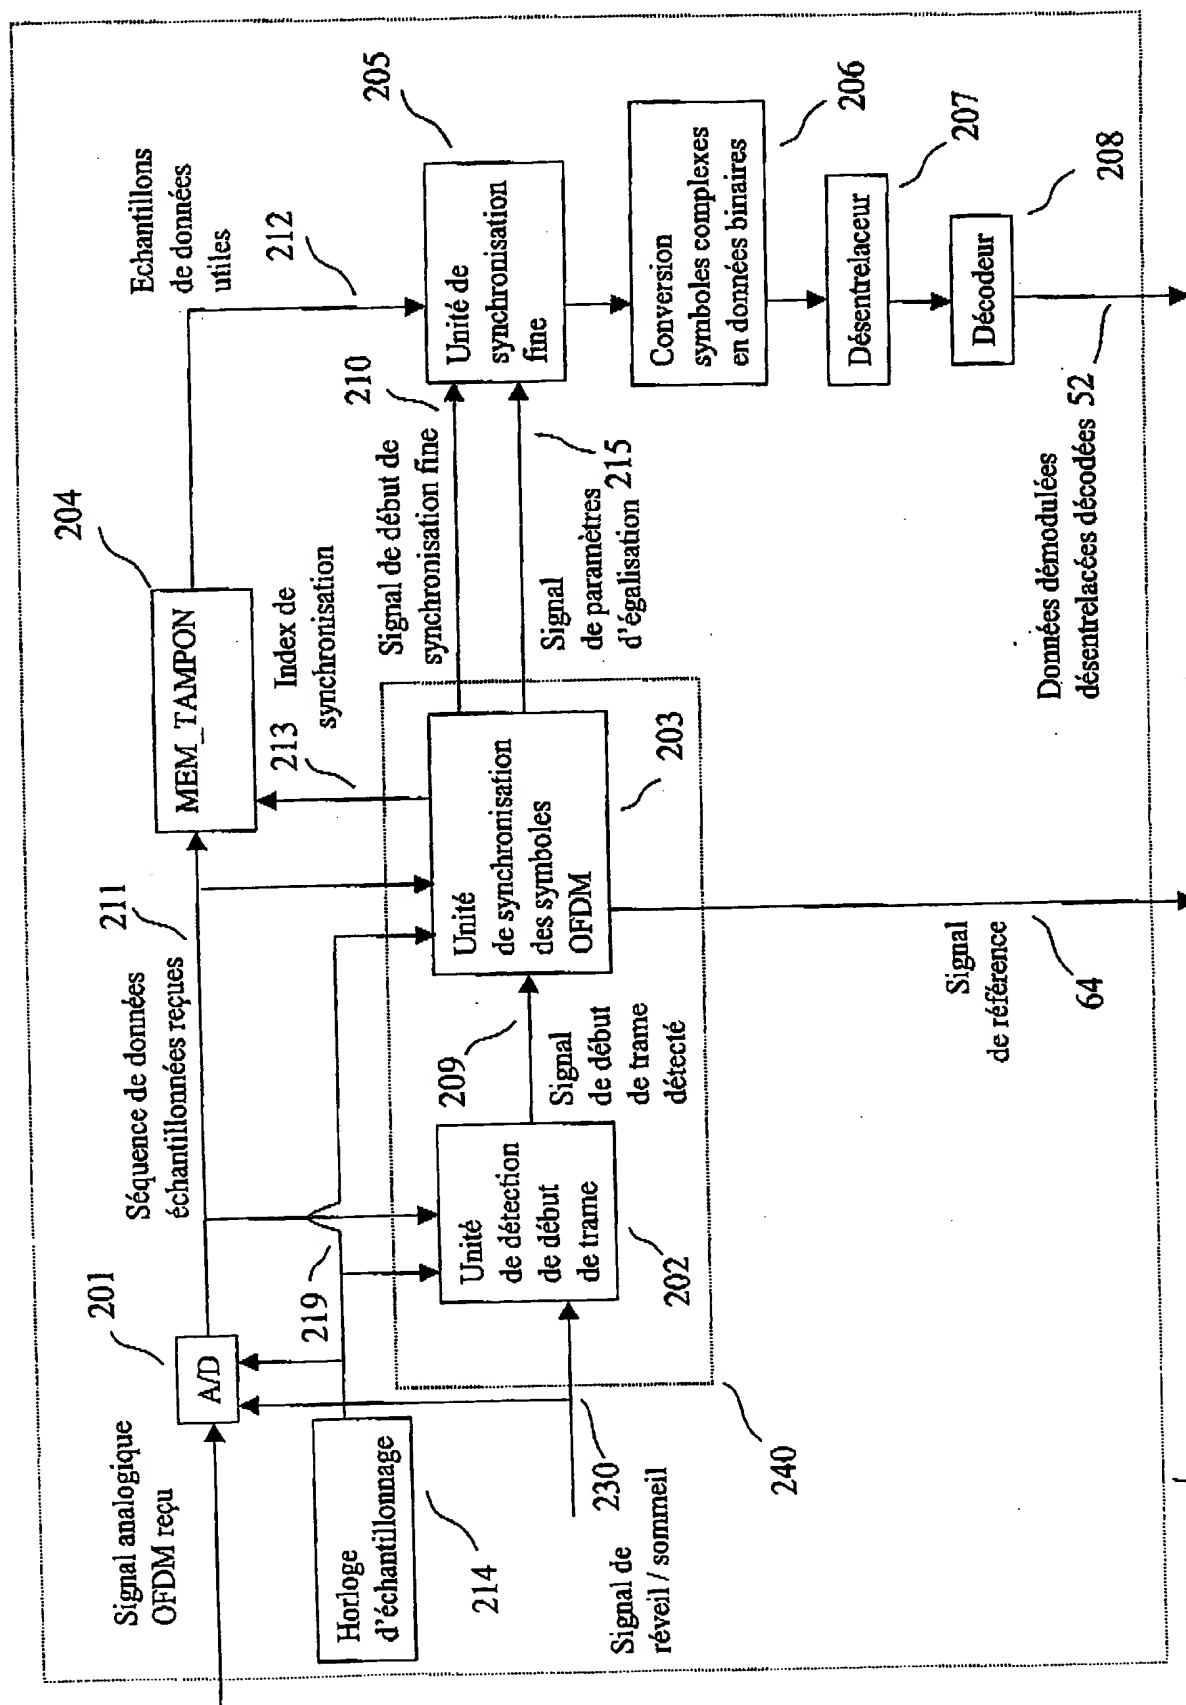 Signal analogique
OFDM reçu
201
A/D
Séquence de données
échantillonnées reçues
211
MEM_TAMPON
204
Echantillons
de données
utiles
212
Horloge
d'échantillonnage
214
219
213
Index de
synchronisation
Signal de début de
synchronisation fine
210
Unité de
synchronisation
fine
205
Signal de
réveil / sommeil
230
Unité
de détection
de début
de trame
202
209
Signal
de début
de trame
détecté
Unité
de synchronisation
des symboles
OFDM
203
Signal
de paramètres
d'égalisation
215
Conversion
symboles complexes
en données binaires
206
Désentrelaceur
207
Décodeur
208
240
Signal
de référence
64
Données démodulées
désentrelacées décodées 52